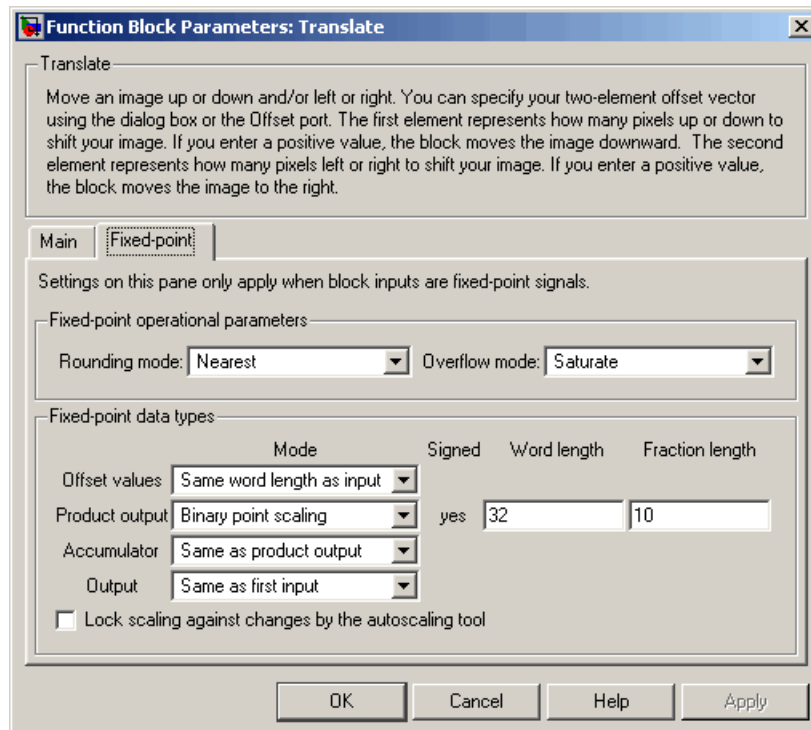 Function Block Parameters: Translate
Translate
Move an image up or down and/or left or right. You can specify your two-element offset vector
using the dialog box or the Offset port. The first element represents how many pixels up or down to
shift your image. If you enter a positive value, the block moves the image downward.  The second
element represents how many pixels left or right to shift your image. If you enter a positive value,
the block moves the image to the right.
Main Fixed-point
Settings on this pane only apply when block inputs are fixed-point signals.
Fixed-point operational parameters
Rounding mode: Nearest Overflow mode: Saturate
Fixed-point data types
Mode Signed Word length Fraction length
Offset values Same word length as input
Product output Binary point scaling yes 32 10
Accumulator Same as product output
Output Same as first input
Lock scaling against changes by the autoscaling tool
OK Cancel Help Apply